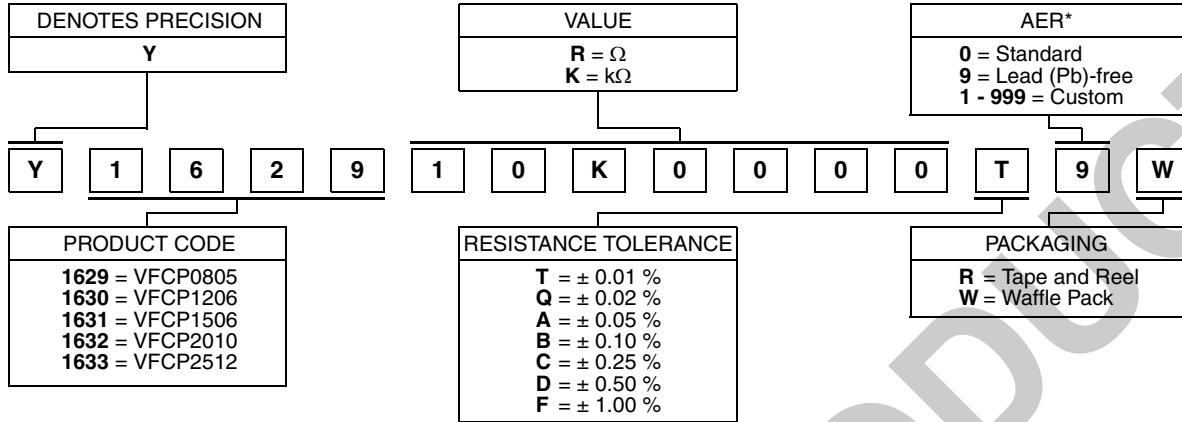 DENOTES PRECISION
Y
VALUE
R = Ω
K = kΩ
AER*
0 = Standard
9 = Lead (Pb)-free
1 - 999 = Custom
Y 1 6 2 9 1 0 K 0 0 0 0 T 9 W
PRODUCT CODE
1629 = VFCP0805
1630 = VFCP1206
1631 = VFCP1506
1632 = VFCP2010
1633 = VFCP2512
RESISTANCE TOLERANCE
T = ± 0.01 %
Q = ± 0.02 %
A = ± 0.05 %
B = ± 0.10 %
C = ± 0.25 %
D = ± 0.50 %
F = ± 1.00 %
PACKAGING
R = Tape and Reel
W = Waffle Pack